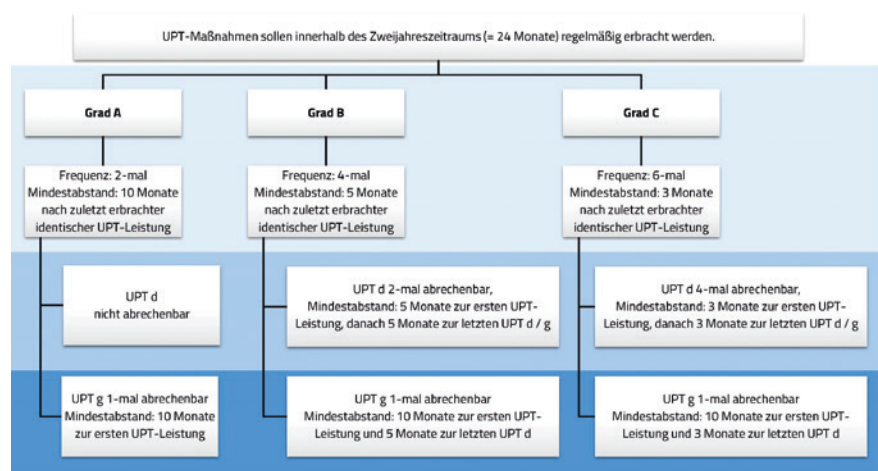 UPT-Maßnahmen sollen innerhalb des Zweijahreszeitraums (= 24 Monate) regelmäßig erbracht werden.
Grad A
Grad B
Grad C
Frequenz: 2-mal
Mindestabstand: 10 Monate
nach zuletzt erbrachter
identischer UPT-Leistung
Frequenz: 4-mal
Mindestabstand: 5 Monate
nach zuletzt erbrachter
identischer UPT-Leistung
Frequenz: 6-mal
Mindestabstand: 3 Monate
nach zuletzt erbrachter
identischer UPT-Leistung
UPT d
nicht abrechenbar
UPT d 2-mal abrechenbar,
Mindestabstand: 5 Monate zur ersten UPT-
Leistung, danach 5 Monate zur letzten UPT d / g
UPT d 4-mal abrechenbar,
Mindestabstand: 3 Monate zur ersten UPT-
Leistung, danach 3 Monate zur letzten UPT d / g
UPT g 1-mal abrechenbar
Mindestabstand: 10 Monate
zur ersten UPT-Leistung
UPT g 1-mal abrechenbar
Mindestabstand: 10 Monate zur ersten UPT-
Leistung und 5 Monate zur letzten UPT d
UPT g 1-mal abrechenbar
Mindestabstand: 10 Monate zur ersten UPT-
Leistung und 3 Monate zur letzten UPT d